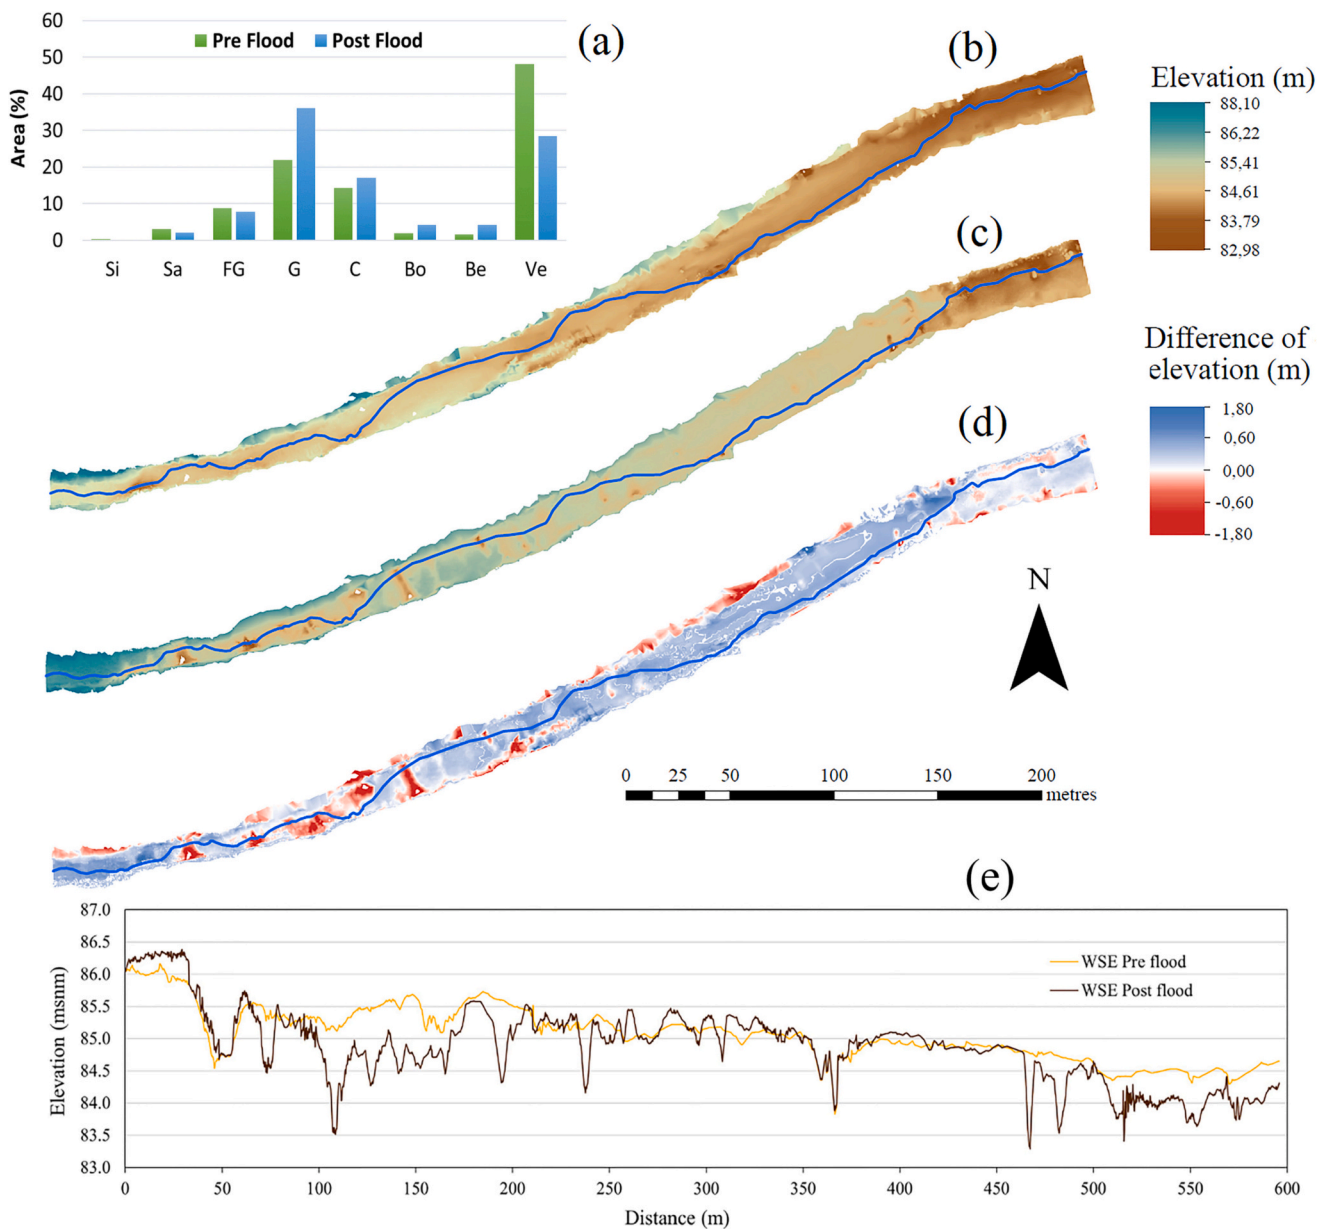 60
50
40
30
20
10
0
Area (%)
Pre Flood Post Flood
Si Sa FG G C Bo Be Ve
(a)
(b)
(c)
(d)
Elevation (m)
88,10
86,22
85,41
84,61
83,79
82,98
Difference of
elevation (m)
1,80
0,60
0,00
-0,60
-1,80
N
0 25 50 100 150 200
metres
(e)
87.0
86.5
86.0
85.5
85.0
84.5
84.0
83.5
83.0
Elevation (msnm)
WSE Pre flood
WSE Post flood
0 50 100 150 200 250 300 350 400 450 500 550 600
Distance (m)